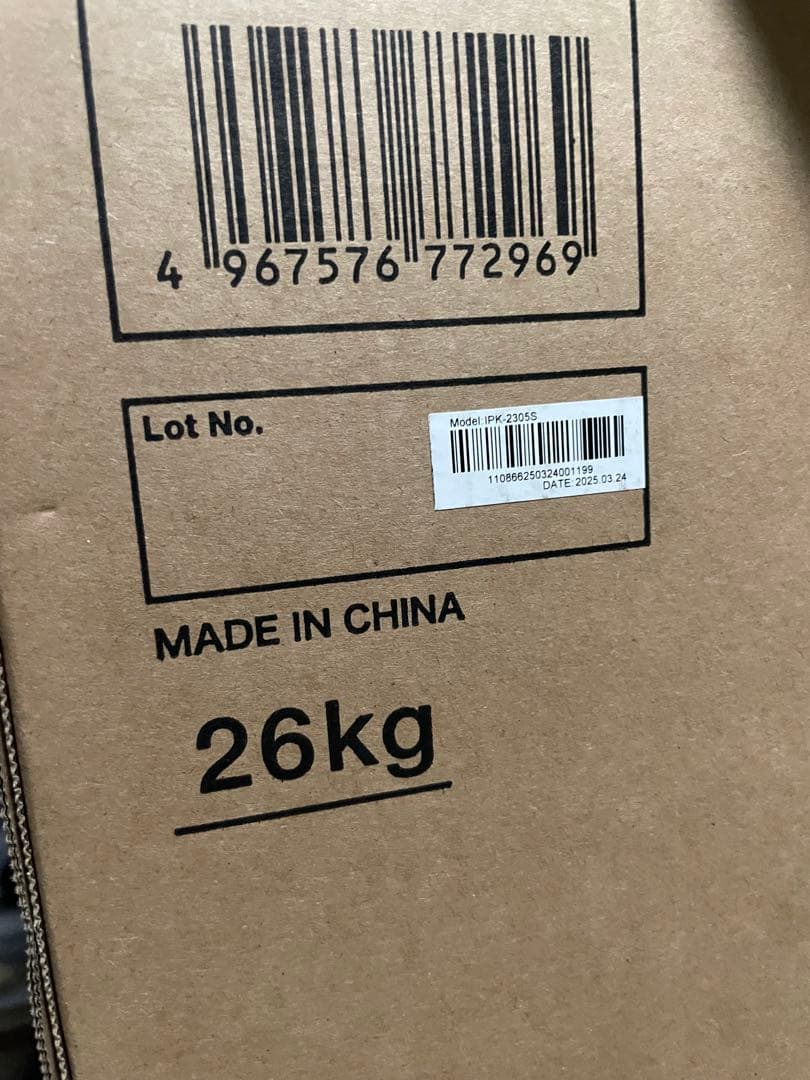 4 967576 772969
Lot No.
Model:IPK-2305S
110866250324001199
DATE:2025.03.24
MADE IN CHINA
26kg